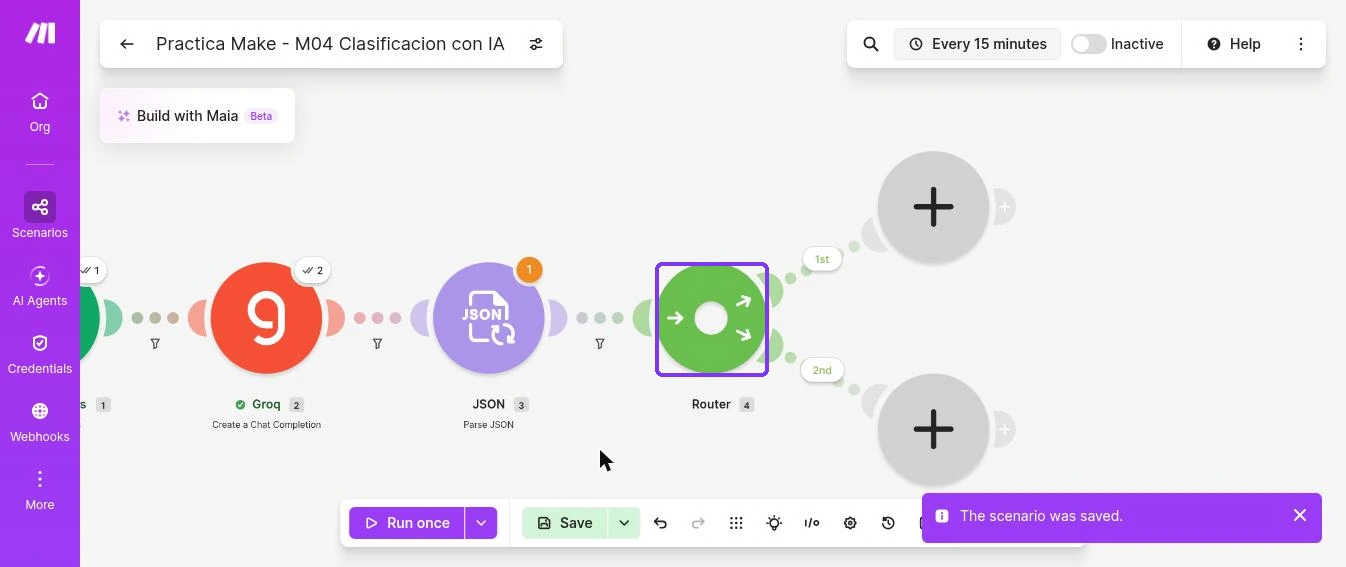 Practica Make - M04 Clasificacion con IA
Every 15 minutes
Inactive
Help
Build with Maia Beta
Org
Scenarios
AI Agents
Credentials
Webhooks
More
1
2
1
1st
2nd
JSON
s 1
Groq 2
Create a Chat Completion
JSON 3
Parse JSON
Router 4
Run once
Save
The scenario was saved.